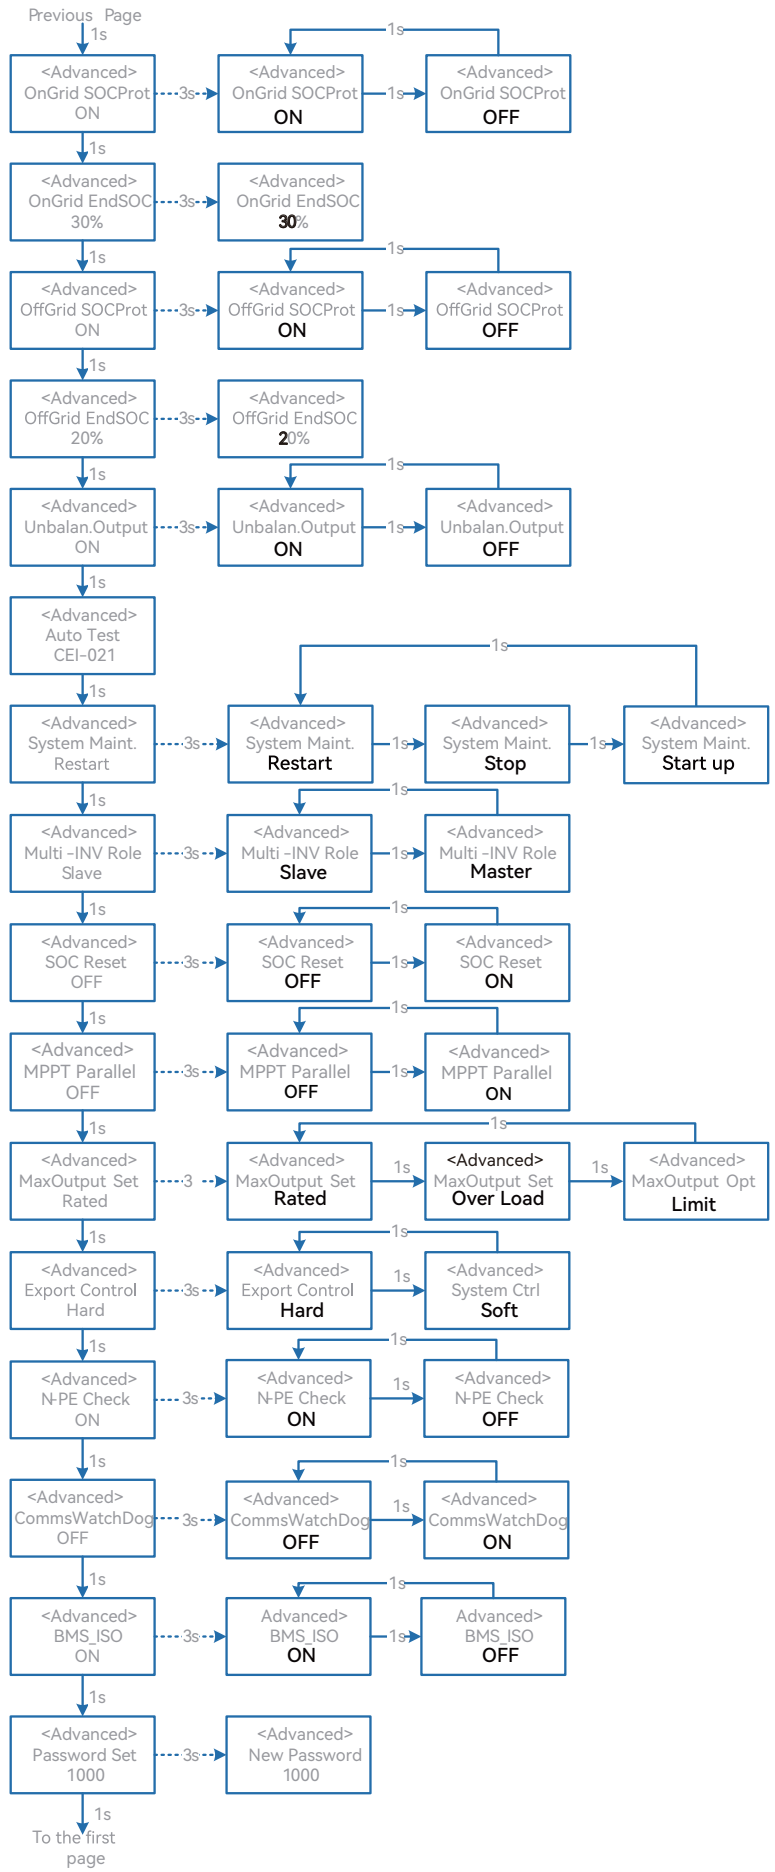 Previous Page
1s
1s
<Advanced>
OnGrid SOCProt
ON
3s
<Advanced>
OnGrid SOCProt
ON
1s
<Advanced>
OnGrid SOCProt
OFF
1s
<Advanced>
OnGrid EndSOC
30%
3s
<Advanced>
OnGrid EndSOC
30%
1s
1s
<Advanced>
OffGrid SOCProt
ON
3s
<Advanced>
OffGrid SOCProt
ON
1s
<Advanced>
OffGrid SOCProt
OFF
1s
<Advanced>
OffGrid EndSOC
20%
3s
<Advanced>
OffGrid EndSOC
20%
1s
1s
<Advanced>
Unbalan.Output
ON
3s
<Advanced>
Unbalan.Output
ON
1s
<Advanced>
Unbalan.Output
OFF
1s
<Advanced>
Auto Test
CEI-021
1s
1s
<Advanced>
System Maint.
Restart
3s
<Advanced>
System Maint.
Restart
1s
<Advanced>
System Maint.
Stop
1s
<Advanced>
System Maint.
Start up
1s
1s
<Advanced>
Multi -INV Role
Slave
3s
<Advanced>
Multi -INV Role
Slave
1s
<Advanced>
Multi -INV Role
Master
1s
1s
<Advanced>
SOC Reset
OFF
3s
<Advanced>
SOC Reset
OFF
1s
<Advanced>
SOC Reset
ON
1s
1s
<Advanced>
MPPT Parallel
OFF
3s
<Advanced>
MPPT Parallel
OFF
1s
<Advanced>
MPPT Parallel
ON
1s
1s
<Advanced>
MaxOutput Set
Rated
3
<Advanced>
MaxOutput Set
Rated
1s
<Advanced>
MaxOutput Set
Over Load
1s
<Advanced>
MaxOutput Opt
Limit
1s
1s
<Advanced>
Export Control
Hard
3s
<Advanced>
Export Control
Hard
1s
<Advanced>
System Ctrl
Soft
1s
1s
<Advanced>
N-PE Check
ON
3s
<Advanced>
N-PE Check
ON
1s
<Advanced>
N-PE Check
OFF
1s
1s
<Advanced>
CommsWatchDog
OFF
3s
<Advanced>
CommsWatchDog
OFF
1s
<Advanced>
CommsWatchDog
ON
1s
1s
<Advanced>
BMS_ISO
ON
3s
Advanced>
BMS_ISO
ON
1s
Advanced>
BMS_ISO
OFF
1s
<Advanced>
Password Set
1000
3s
<Advanced>
New Password
1000
1s
To the first
page